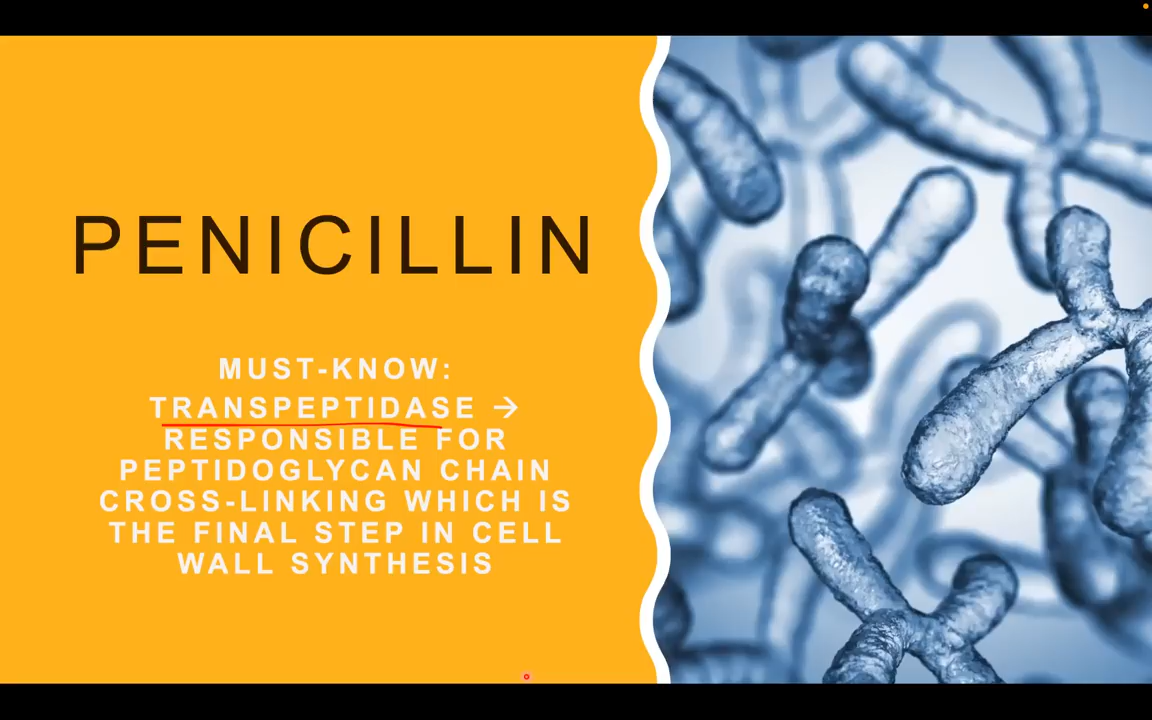 PENICILLIN
MUST-KNOW:
TRANSPEPTIDASE →
RESPONSIBLE FOR
PEPTIDOGLYCAN CHAIN
CROSS-LINKING WHICH IS
THE FINAL STEP IN CELL
WALL SYNTHESIS